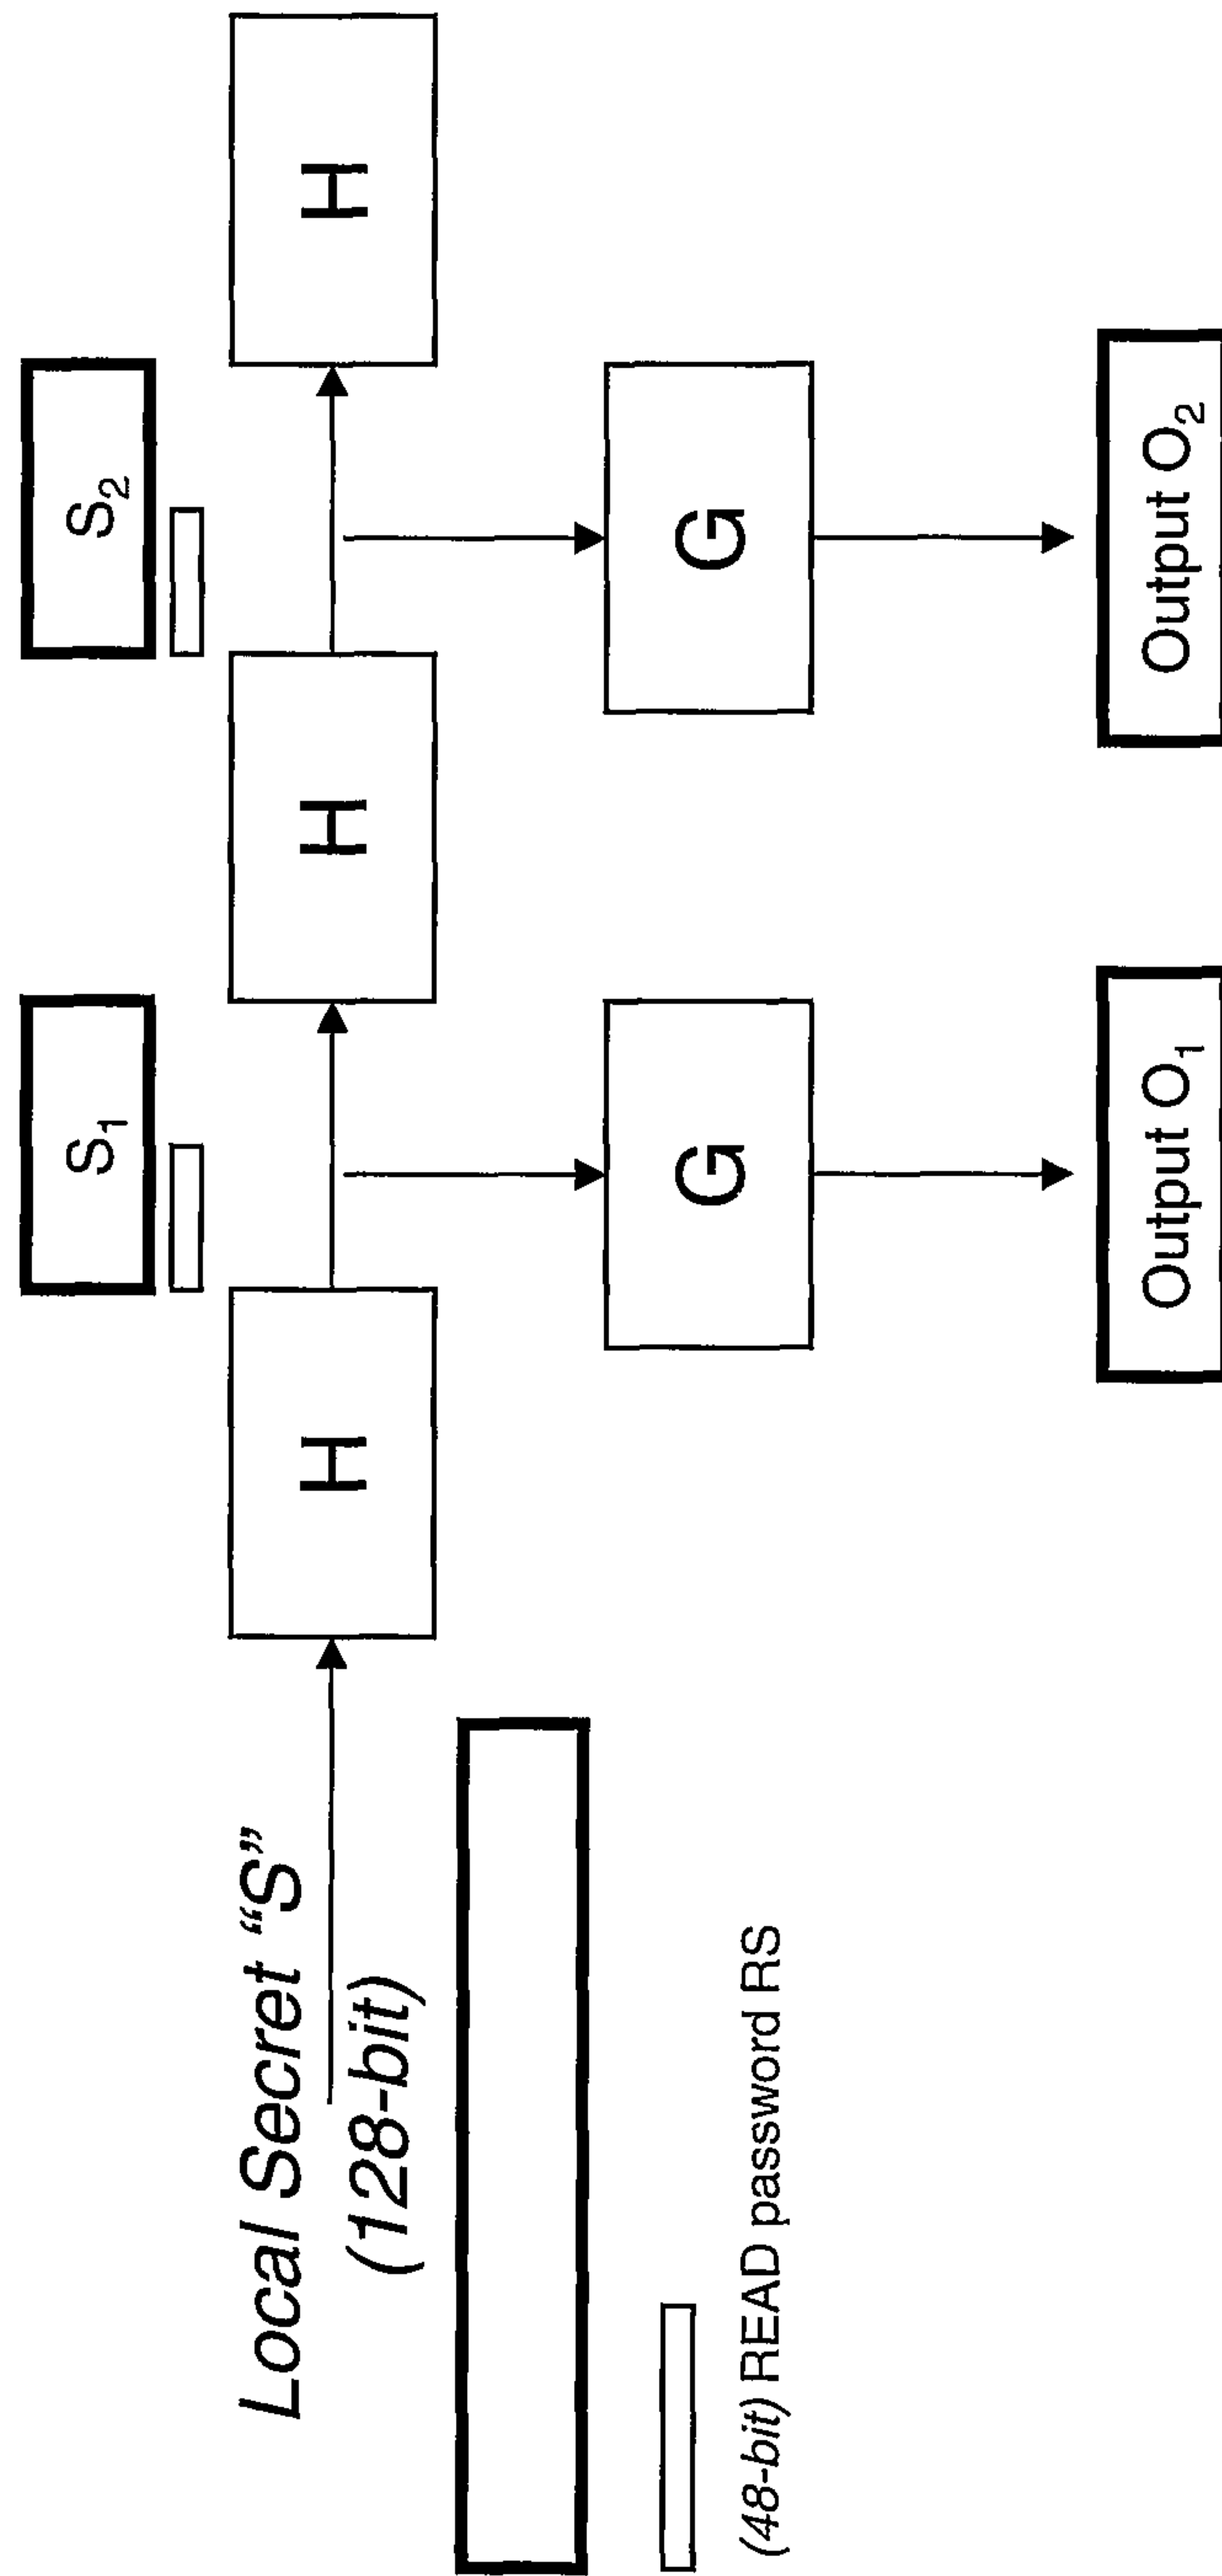 S₁
S₂
Local Secret “S”
(128-bit)
H
H
H
(48-bit) READ password RS
G
G
Output O₁
Output O₂